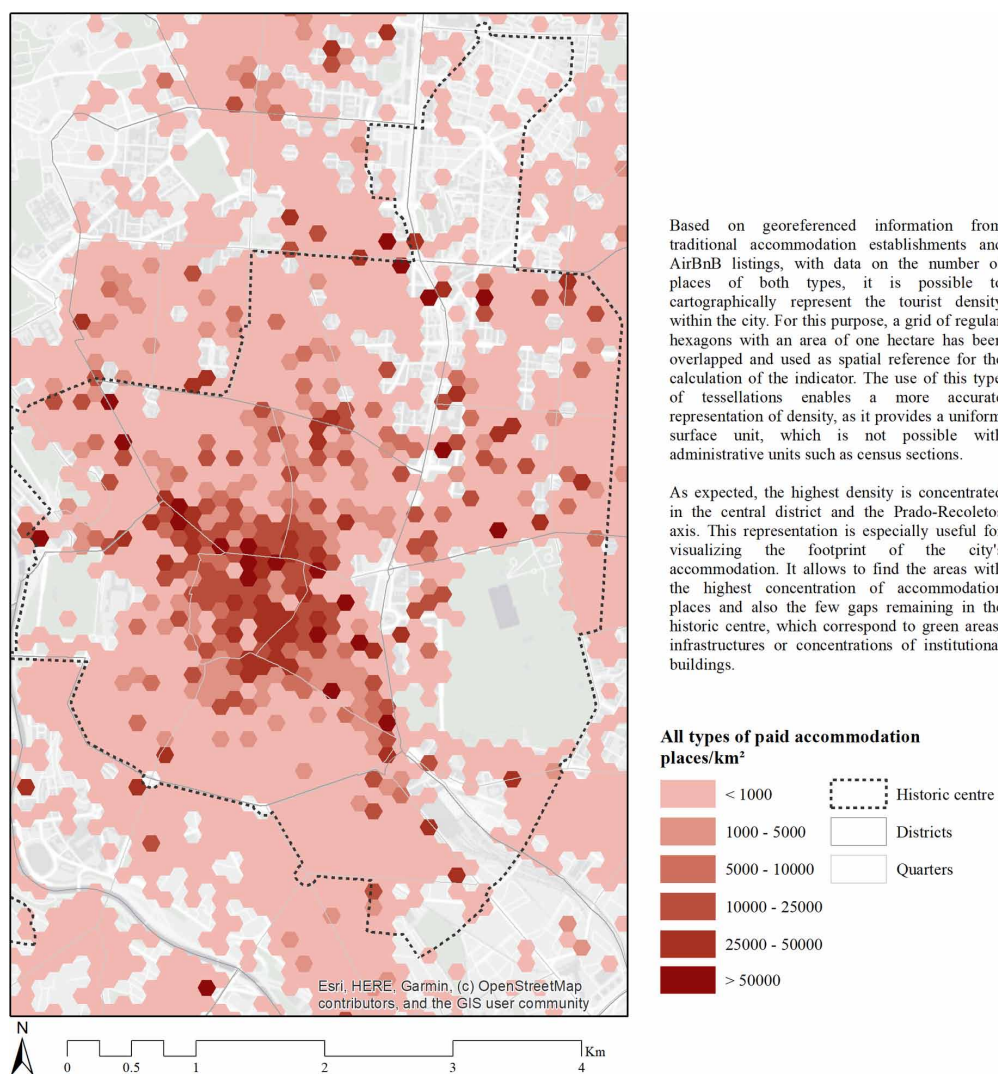 Based on georeferenced information from
traditional accommodation establishments and
AirBnB listings, with data on the number of
places of both types, it is possible to
cartographically represent the tourist density
within the city. For this purpose, a grid of regular
hexagons with an area of one hectare has been
overlapped and used as spatial reference for the
calculation of the indicator. The use of this type
of tessellations enables a more accurate
representation of density, as it provides a uniform
surface unit, which is not possible with
administrative units such as census sections.
As expected, the highest density is concentrated
in the central district and the Prado-Recoletos
axis. This representation is especially useful for
visualizing the footprint of the city's
accommodation. It allows to find the areas with
the highest concentration of accommodation
places and also the few gaps remaining in the
historic centre, which correspond to green areas,
infrastructures or concentrations of institutional
buildings.
All types of paid accommodation
places/km²
< 1000
Historic centre
1000 - 5000
Districts
5000 - 10000
Quarters
10000 - 25000
25000 - 50000
> 50000
Esri, HERE, Garmin, (c) OpenStreetMap
contributors, and the GIS user community
N
Km
0 0.5 1 2 3 4